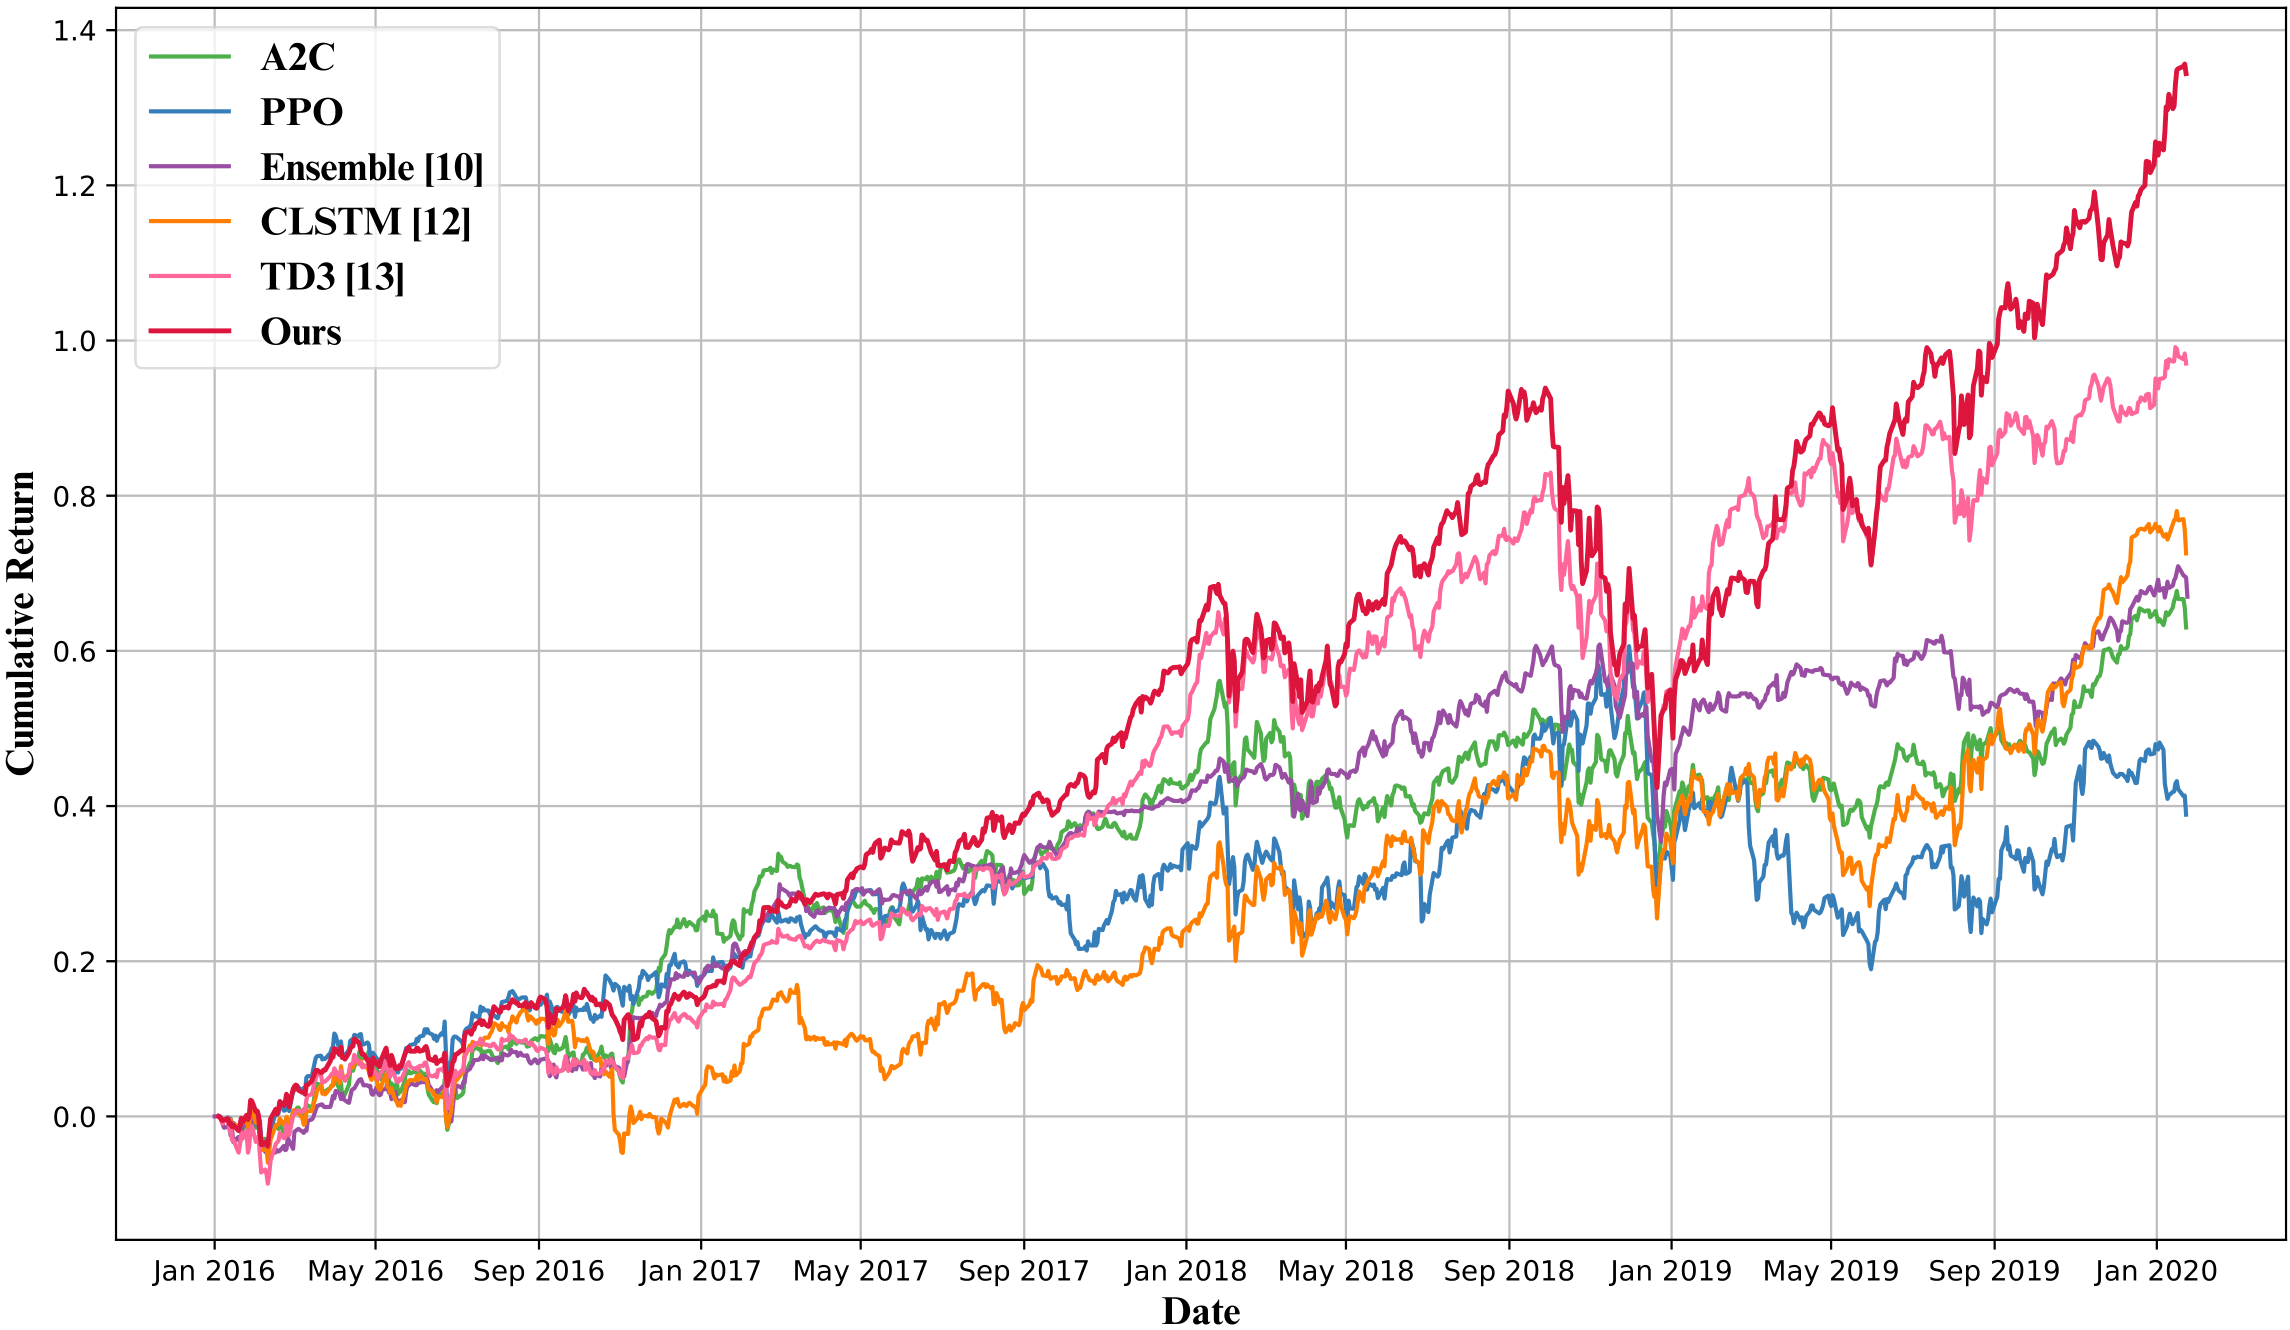 A2C
PPO
Ensemble [10]
CLSTM [12]
TD3 [13]
Ours
Cumulative Return
1.4
1.2
1.0
0.8
0.6
0.4
0.2
0.0
Jan 2016 May 2016 Sep 2016 Jan 2017 May 2017 Sep 2017 Jan 2018 May 2018 Sep 2018 Jan 2019 May 2019 Sep 2019 Jan 2020
Date